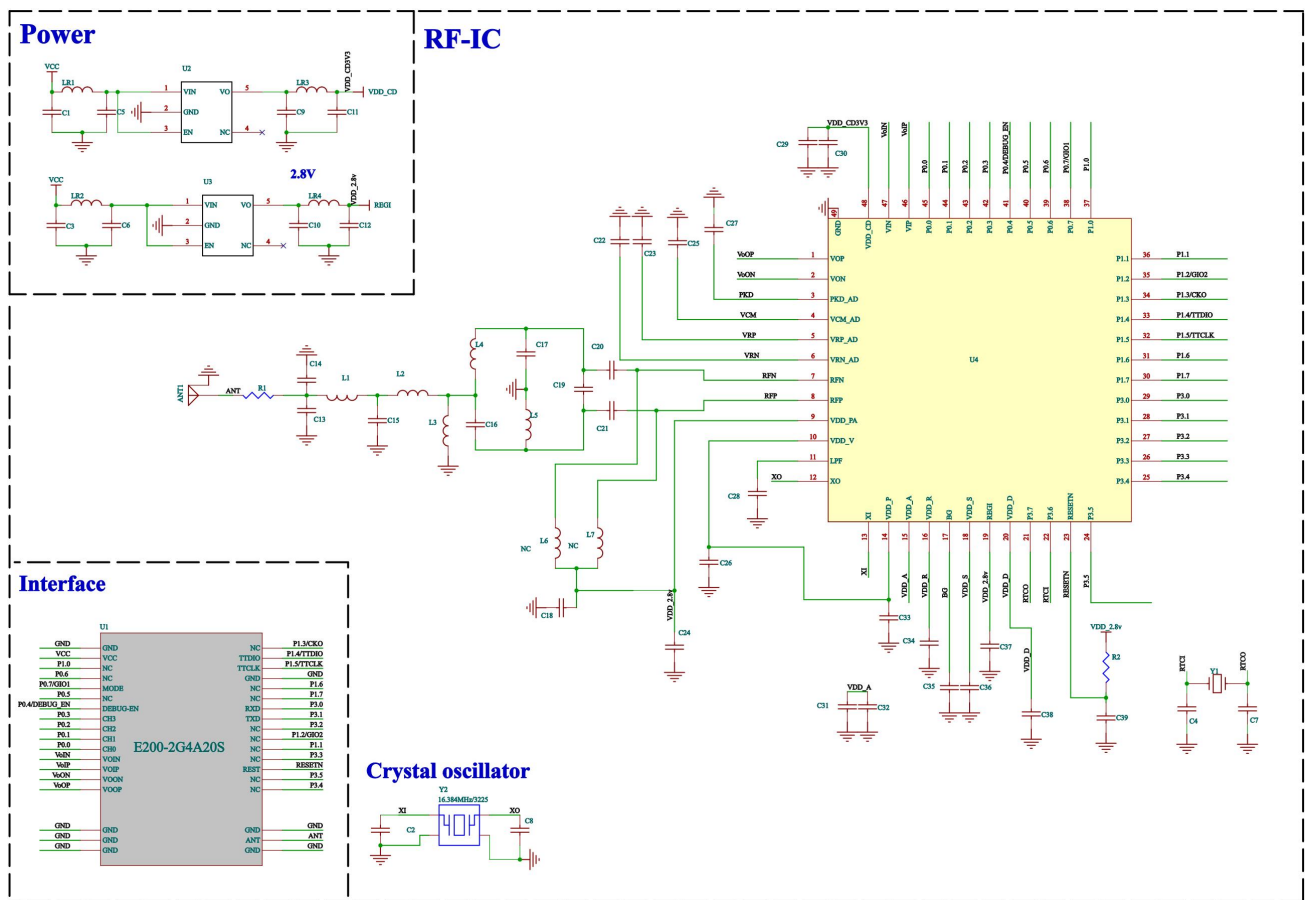 Power
VCC
LR1
C1
C5
U2
1 VIN VO 5
2 GND
3 EN NC 4
LR3
VDD_CD3V3
VDD_CD
C9
C11
VCC
LR2
C3
C6
U3
1 VIN VO 5
2 GND
3 EN NC 4
2.8V
LR4
VDD_2.8v
REGI
C10
C12
RF-IC
VDD_CD3V3
C29
C30
VoIN
VoIP
P0.0
P0.1
P0.2
P0.3
P0.4/DEBUG_EN
P0.5
P0.6
P0.7/GIO1
P1.0
49 48 47 46 45 44 43 42 41 40 39 38 37
GND VDD_CD VIN VIP P0.0 P0.1 P0.2 P0.3 P0.4 P0.5 P0.6 P0.7 P1.0
C27
C22
C23
C25
VoOP 1 VOP
VoON 2 VON
PKD 3 PKD_AD
VCM 4 VCM_AD
VRP 5 VRP_AD
VRN 6 VRN_AD
RFN 7 RFN
RFP 8 RFP
9 VDD_PA
10 VDD_V
11 LPF
XO 12 XO
U4
P1.1 36 P1.1
P1.2 35 P1.2/GIO2
P1.3 34 P1.3/CKO
P1.4 33 P1.4/TTDIO
P1.5 32 P1.5/TTCLK
P1.6 31 P1.6
P1.7 30 P1.7
P3.0 29 P3.0
P3.1 28 P3.1
P3.2 27 P3.2
P3.3 26 P3.3
P3.4 25 P3.4
XI VDD_P VDD_A VDD_R BG VDD_S REGI VDD_D P3.7 P3.6 RESETN P3.5
13 14 15 16 17 18 19 20 21 22 23 24
XI
VDD_A
VDD_R
BG
VDD_S
VDD_2.8v
VDD_D
RTCO
RTCI
RESETN
P3.5
ANT1
ANT
R1
C14
C13
L1
C15
L2
L3
L4
C16
C17
L5
C19
C20
C21
L6
NC
L7
NC
C18
VDD_2.8v
C24
C26
C28
C33
C34
C35
C36
C37
VDD_D
C38
VDD_A
C31
C32
VDD_2.8v
R2
C39
RTCI
Y1
RTCO
C4
C7
Interface
U1
E200-2G4A20S
GND GND
VCC VCC
P1.0 NC
P0.6 NC
P0.7/GIO1 MODE
P0.5 NC
P0.4/DEBUG_EN DEBUG-EN
P0.3 CH3
P0.2 CH2
P0.1 CH1
P0.0 CH0
VoIN VOIN
VoIP VOIP
VoON VOON
VoOP VOOP
GND GND
GND GND
GND GND
NC P1.3/CKO
TTDIO P1.4/TTDIO
TTCLK P1.5/TTCLK
GND GND
NC P1.6
NC P1.7
RXD P3.0
TXD P3.1
NC P3.2
NC P1.2/GIO2
NC P1.1
NC P3.3
REST RESETN
NC P3.5
NC P3.4
GND GND
ANT ANT
GND GND
Crystal oscillator
Y2
16.384MHz/3225
XI
XO
C2
C8